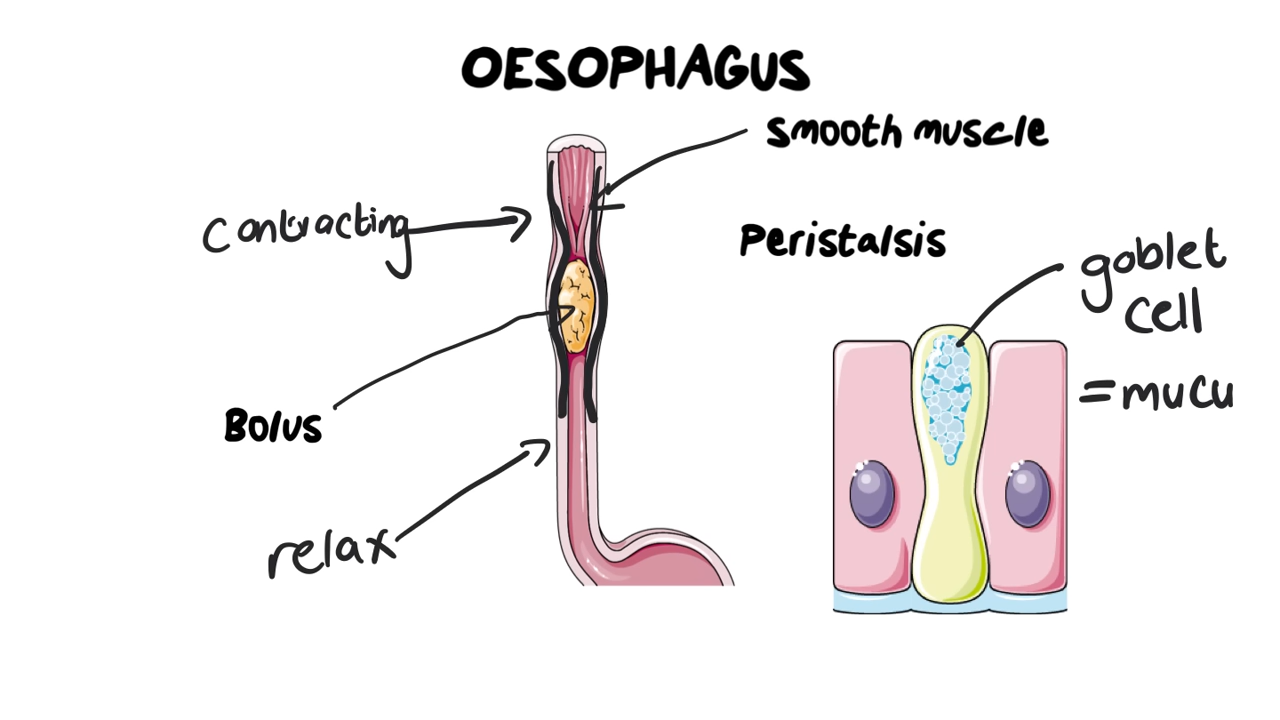 OESOPHAGUS
smooth muscle
contracting
Peristalsis
goblet
cell
= mucu
Bolus
relax